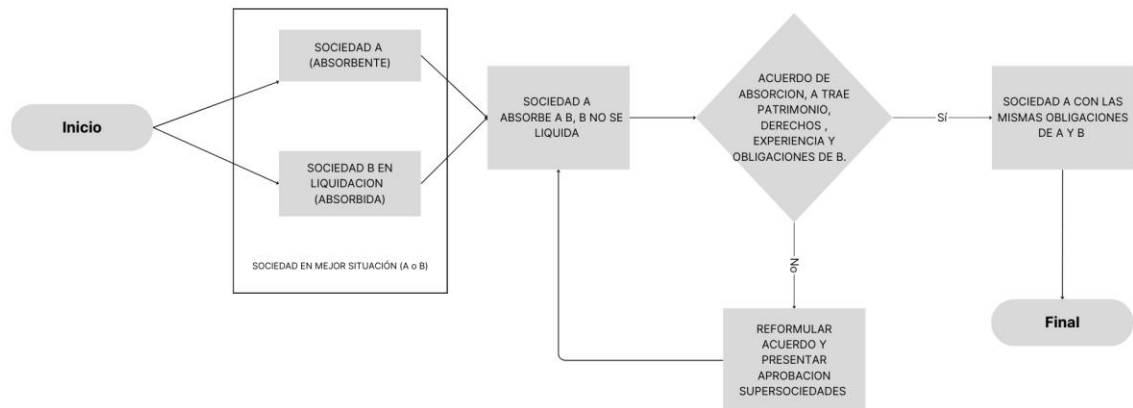 Inicio
SOCIEDAD A
(ABSORBENTE)
SOCIEDAD B EN
LIQUIDACION
(ABSORBIDA)
SOCIEDAD EN MEJOR SITUACIÓN (A o B)
SOCIEDAD A
ABSORBE A B, B NO SE
LIQUIDA
ACUERDO DE
ABSORCION, A TRAE
PATRIMONIO,
DERECHOS ,
EXPERIENCIA Y
OBLIGACIONES DE B.
Sí
No
SOCIEDAD A CON LAS
MISMAS OBLIGACIONES
DE A Y B
REFORMULAR
ACUERDO Y
PRESENTAR
APROBACION
SUPERSOCIEDADES
Final